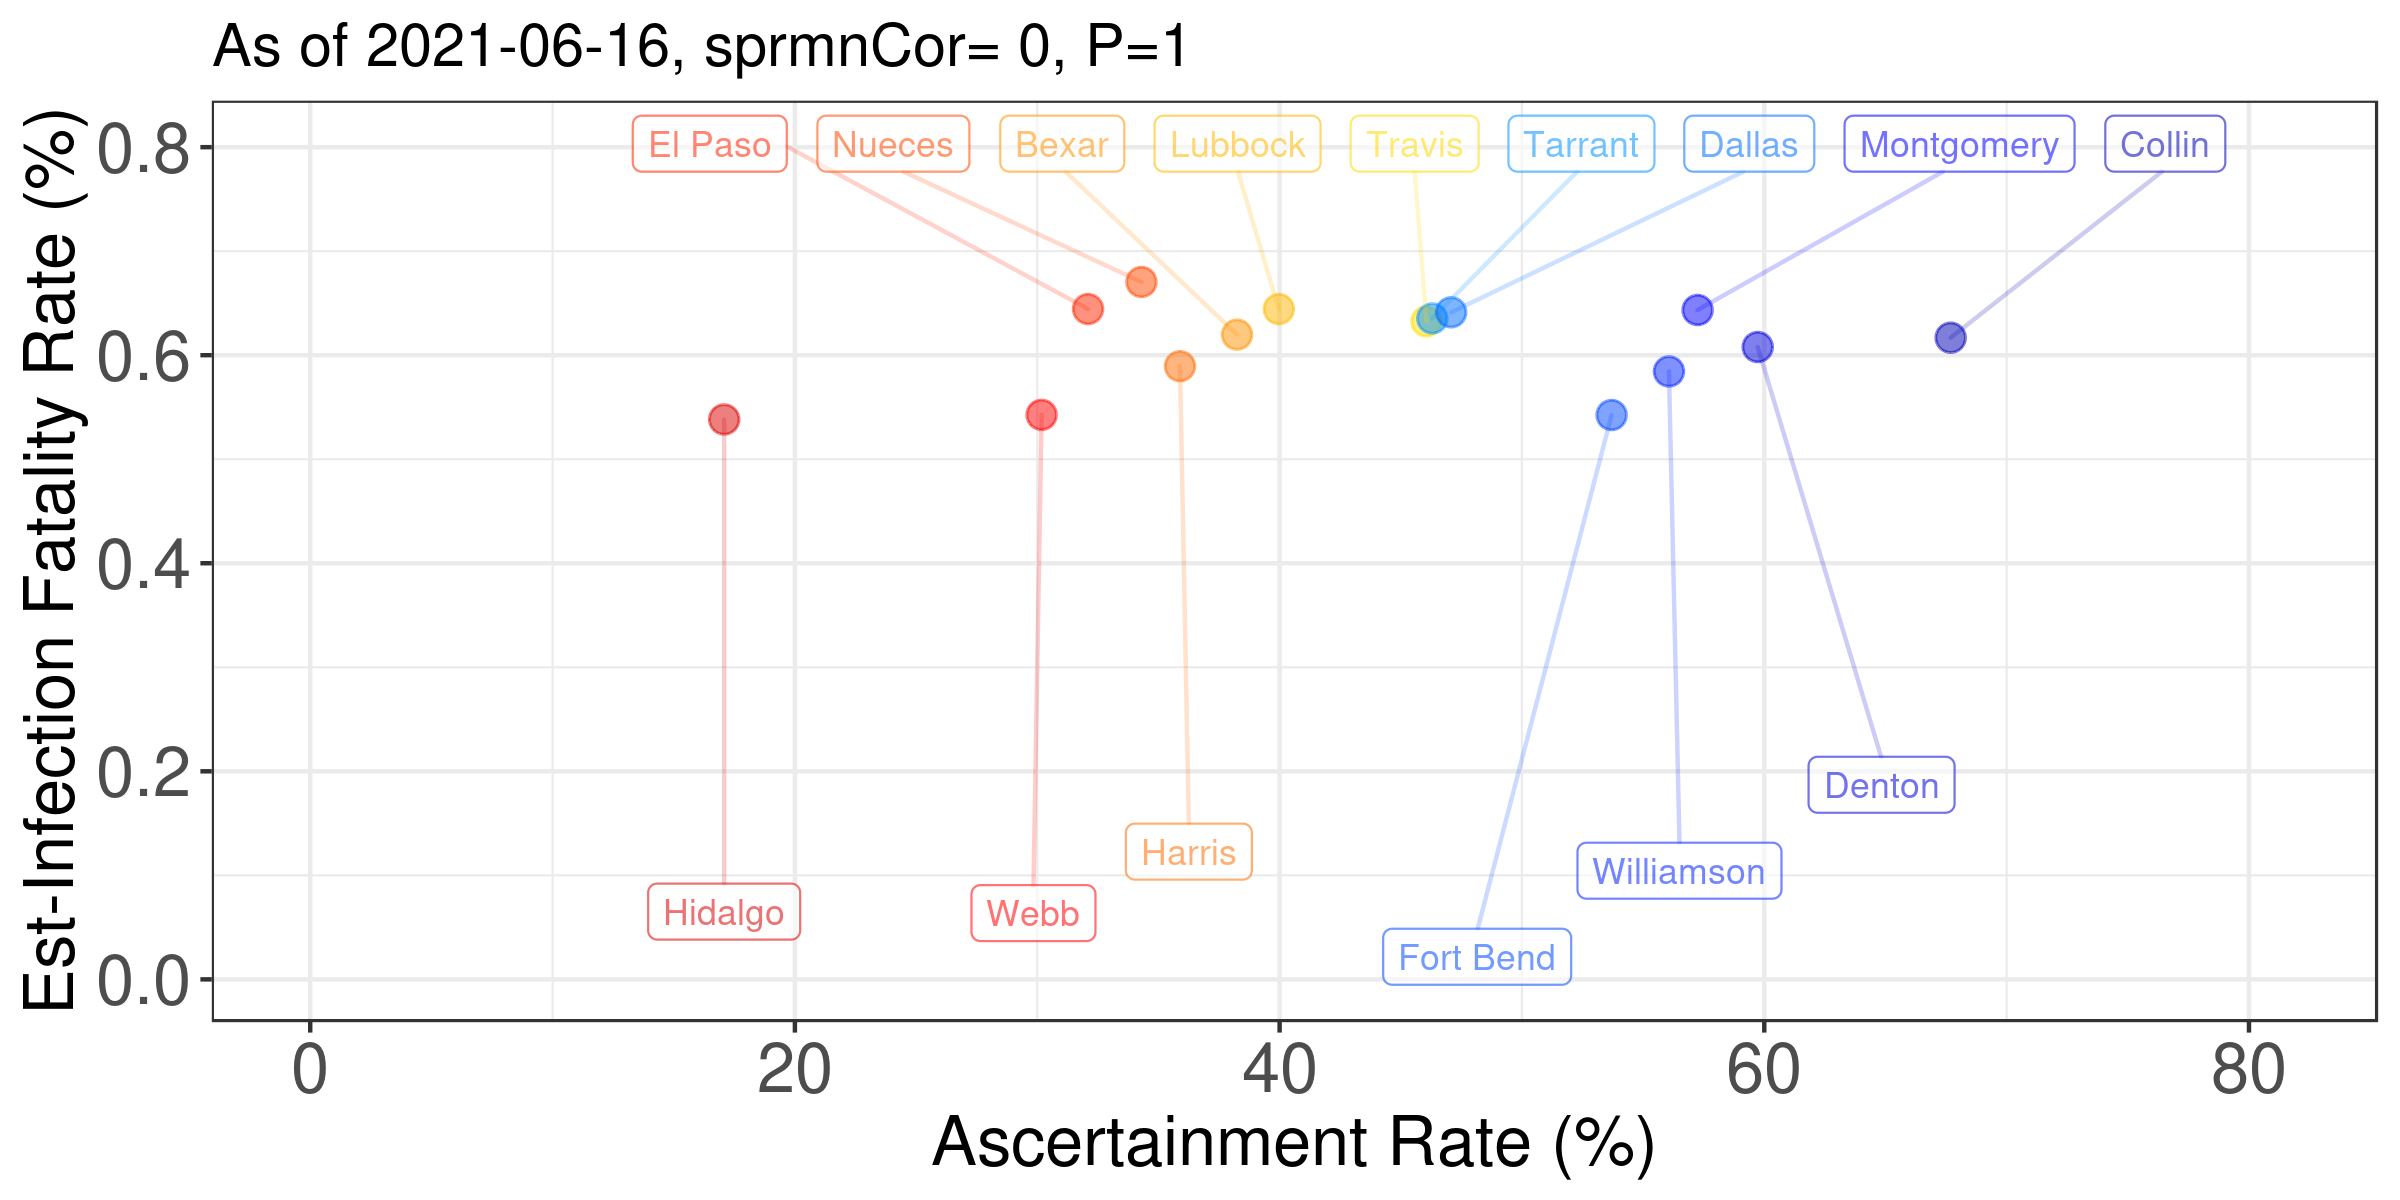 As of 2021-06-16, sprmnCor= 0, P=1
Est-Infection Fatality Rate (%)
0.8
0.6
0.4
0.2
0.0
El Paso
Nueces
Bexar
Lubbock
Travis
Tarrant
Dallas
Montgomery
Collin
Denton
Harris
Williamson
Hidalgo
Webb
Fort Bend
0
20
40
60
80
Ascertainment Rate (%)